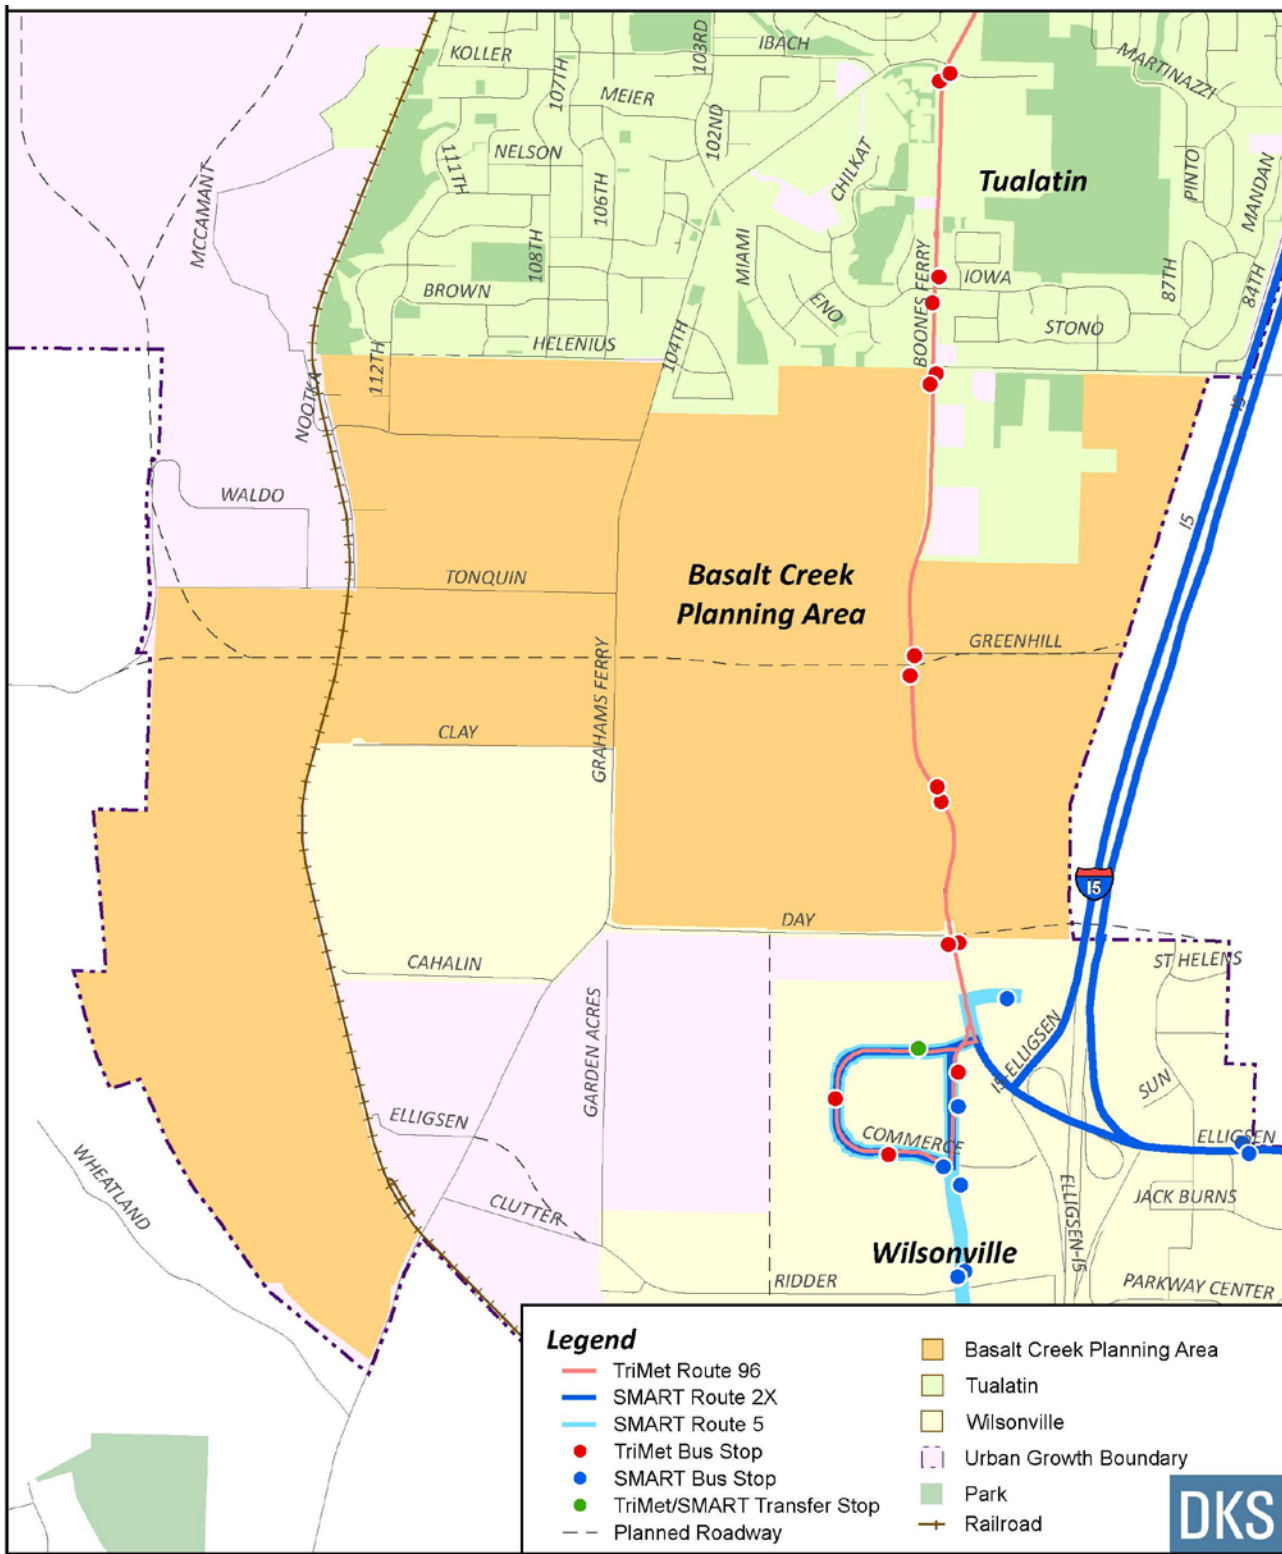 KOLLER
107TH
103RD
IBACH
MARTINAZZI
MEIER
102ND
MCCAMANT
111TH
NELSON
106TH
CHILKAT
Tualatin
PINTO
MANDAN
108TH
MIAMI
BROWN
ENO
BOONES FERRY
IOWA
87TH
84TH
HELENIUS
104TH
STONO
112TH
NOOTKA
I5
WALDO
I5
TONQUIN
Basalt Creek
Planning Area
GREENHILL
GRAHAMS FERRY
CLAY
15
DAY
CAHALIN
ST HELENS
GARDEN ACRES
I5-ELLIGSEN
SUN
ELLIGSEN
COMMERCE
ELLIGSEN
WHEATLAND
CLUTTER
ELLIGSEN-I5
JACK BURNS
Wilsonville
RIDDER
PARKWAY CENTER
Legend
TriMet Route 96
SMART Route 2X
SMART Route 5
TriMet Bus Stop
SMART Bus Stop
TriMet/SMART Transfer Stop
Planned Roadway
Basalt Creek Planning Area
Tualatin
Wilsonville
Urban Growth Boundary
Park
Railroad
DKS